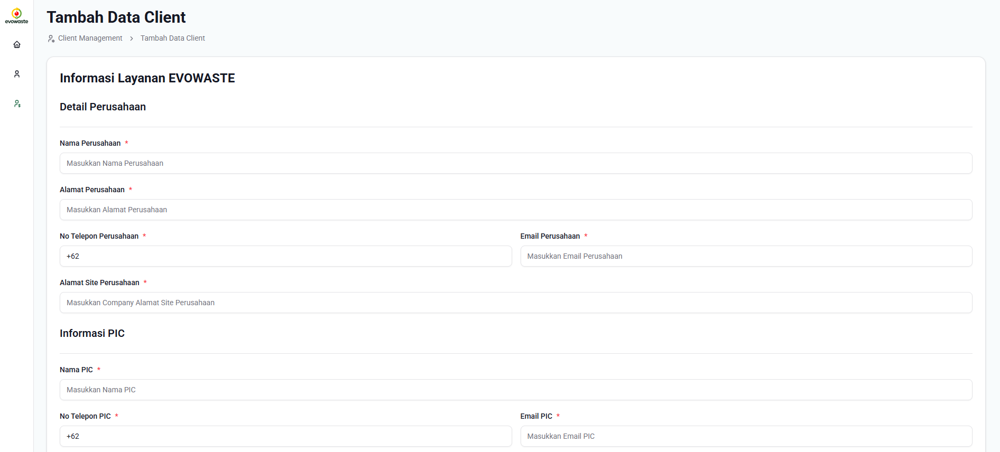 evowaste
Tambah Data Client
Client Management > Tambah Data Client
Informasi Layanan EVOWASTE
Detail Perusahaan
Nama Perusahaan *
Masukkan Nama Perusahaan
Alamat Perusahaan *
Masukkan Alamat Perusahaan
No Telepon Perusahaan * Email Perusahaan *
+62 Masukkan Email Perusahaan
Alamat Site Perusahaan *
Masukkan Company Alamat Site Perusahaan
Informasi PIC
Nama PIC *
Masukkan Nama PIC
No Telepon PIC * Email PIC *
+62 Masukkan Email PIC